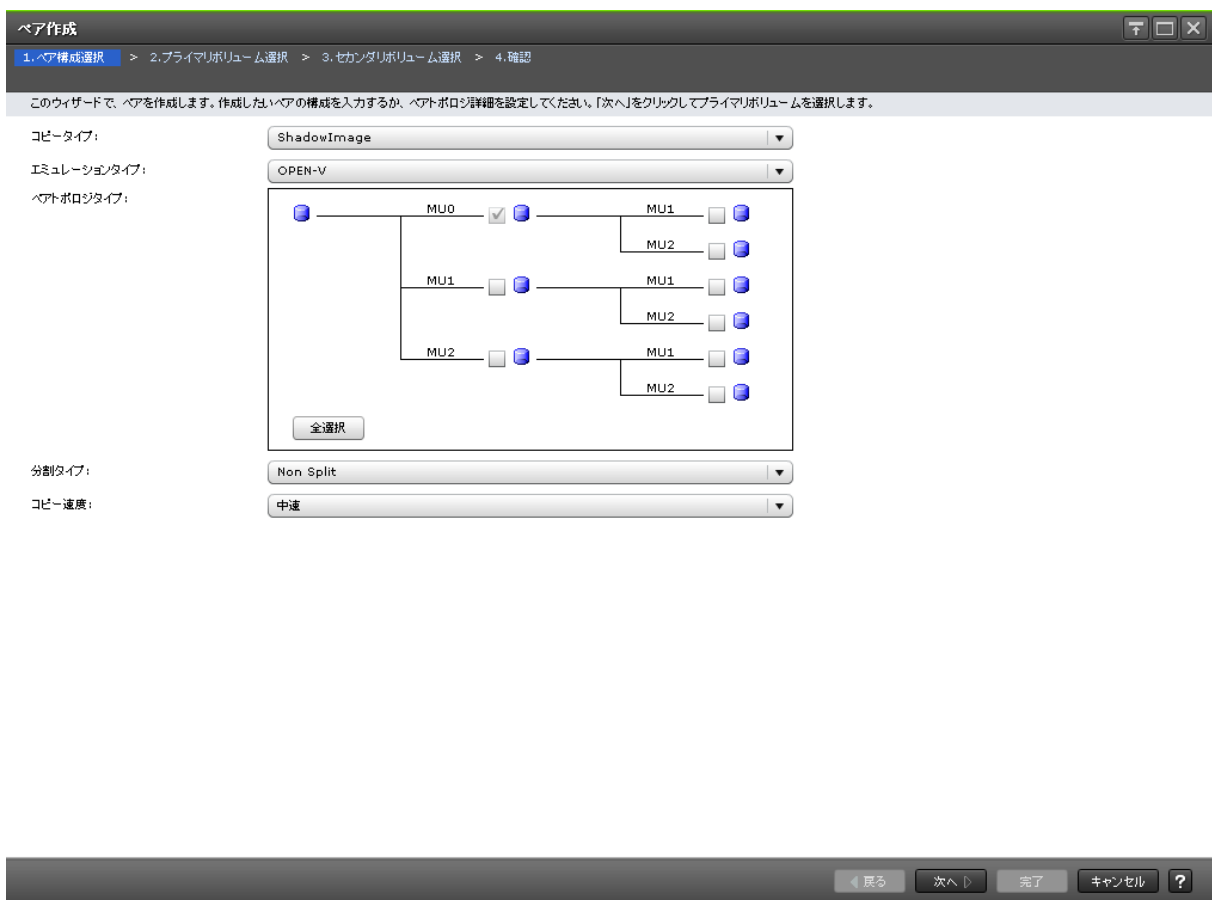 ペア作成
1.ペア構成選択 > 2.プライマリボリューム選択 > 3.セカンダリボリューム選択 > 4.確認
このウィザードで、ペアを作成します。作成したいペアの構成を入力するか、ペアトポロジ詳細を設定してください。「次へ」をクリックしてプライマリボリュームを選択します。
コピータイプ: ShadowImage
エミュレーションタイプ: OPEN-V
ペアトポロジタイプ:
MU0 MU1
MU2
MU1 MU1
MU2
MU2 MU1
MU2
全選択
分割タイプ: Non Split
コピー速度: 中速
戻る 次へ 完了 キャンセル ?